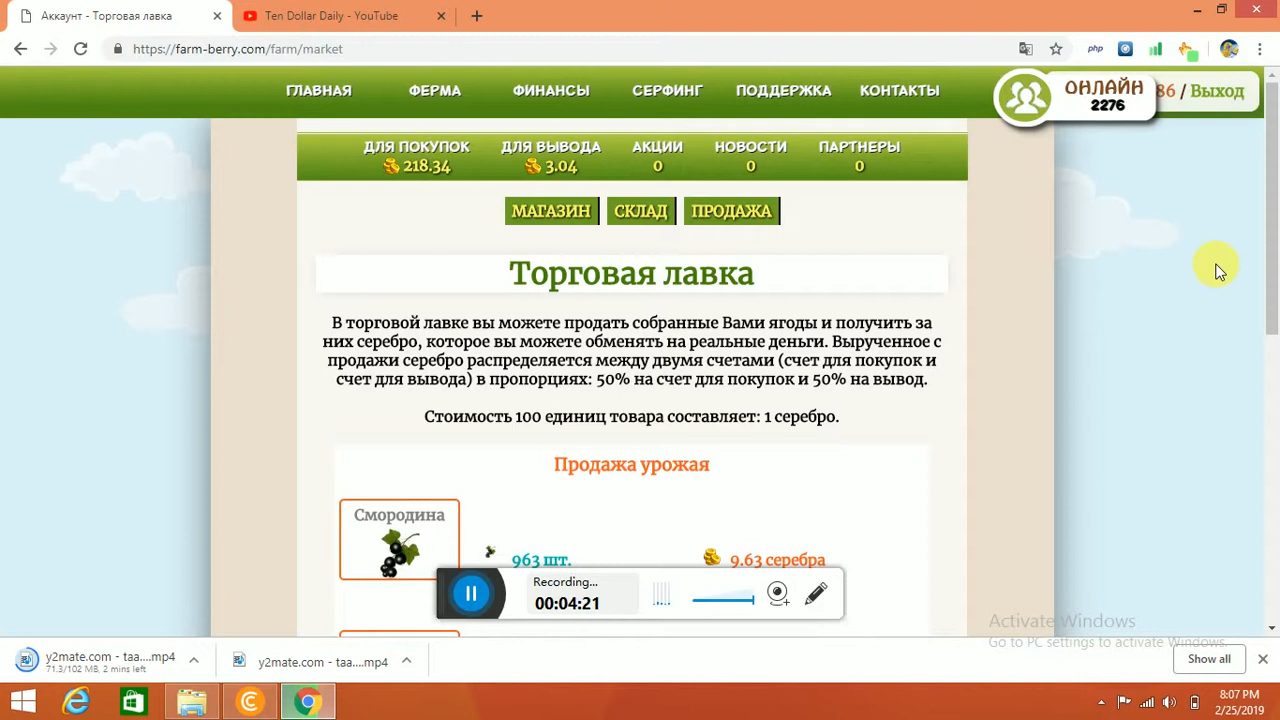 Аккаунт - Торговая лавка
Ten Dollar Daily - YouTube
https://farm-berry.com/farm/market
php
ГЛАВНАЯ ФЕРМА ФИНАНСЫ СЕРФИНГ ПОДДЕРЖКА КОНТАКТЫ
ОНЛАЙН
2276
86 / Выход
ДЛЯ ПОКУПОК ДЛЯ ВЫВОДА АКЦИИ НОВОСТИ ПАРТНЕРЫ
218.34 3.04 0 0 0
МАГАЗИН СКЛАД ПРОДАЖА
Торговая лавка
В торговой лавке вы можете продать собранные Вами ягоды и получить за
них серебро, которое вы можете обменять на реальные деньги. Вырученное с
продажи серебро распределяется между двумя счетами (счет для покупок и
счет для вывода) в пропорциях: 50% на счет для покупок и 50% на вывод.
Стоимость 100 единиц товара составляет: 1 серебро.
Продажа урожая
Смородина
963 шт. 9.63 серебра
Recording...
00:04:21
Activate Windows
Go to PC settings to activate Windows.
y2mate.com - taa....mp4
71.3/102 MB, 2 mins left
y2mate.com - taa....mp4
Show all
8:07 PM
2/25/2019